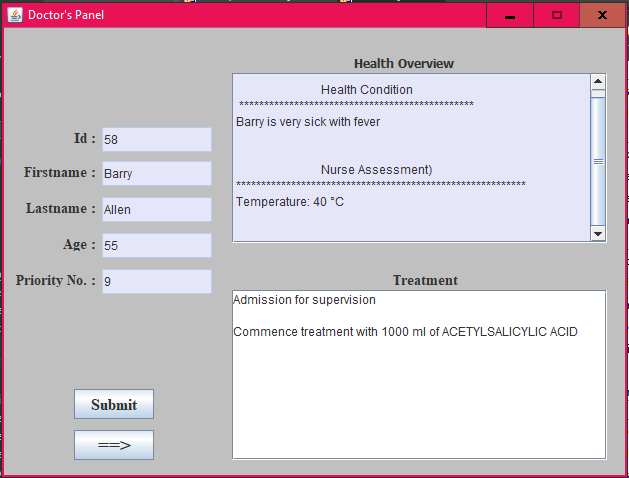 Doctor's Panel
Health Overview
Health Condition
***********************************************
Barry is very sick with fever
Nurse Assessment)
**********************************************************
Temperature: 40 °C
Id : 58
Firstname : Barry
Lastname : Allen
Age : 55
Priority No. : 9
Treatment
Admission for supervision
Commence treatment with 1000 ml of ACETYLSALICYLIC ACID
Submit
==>